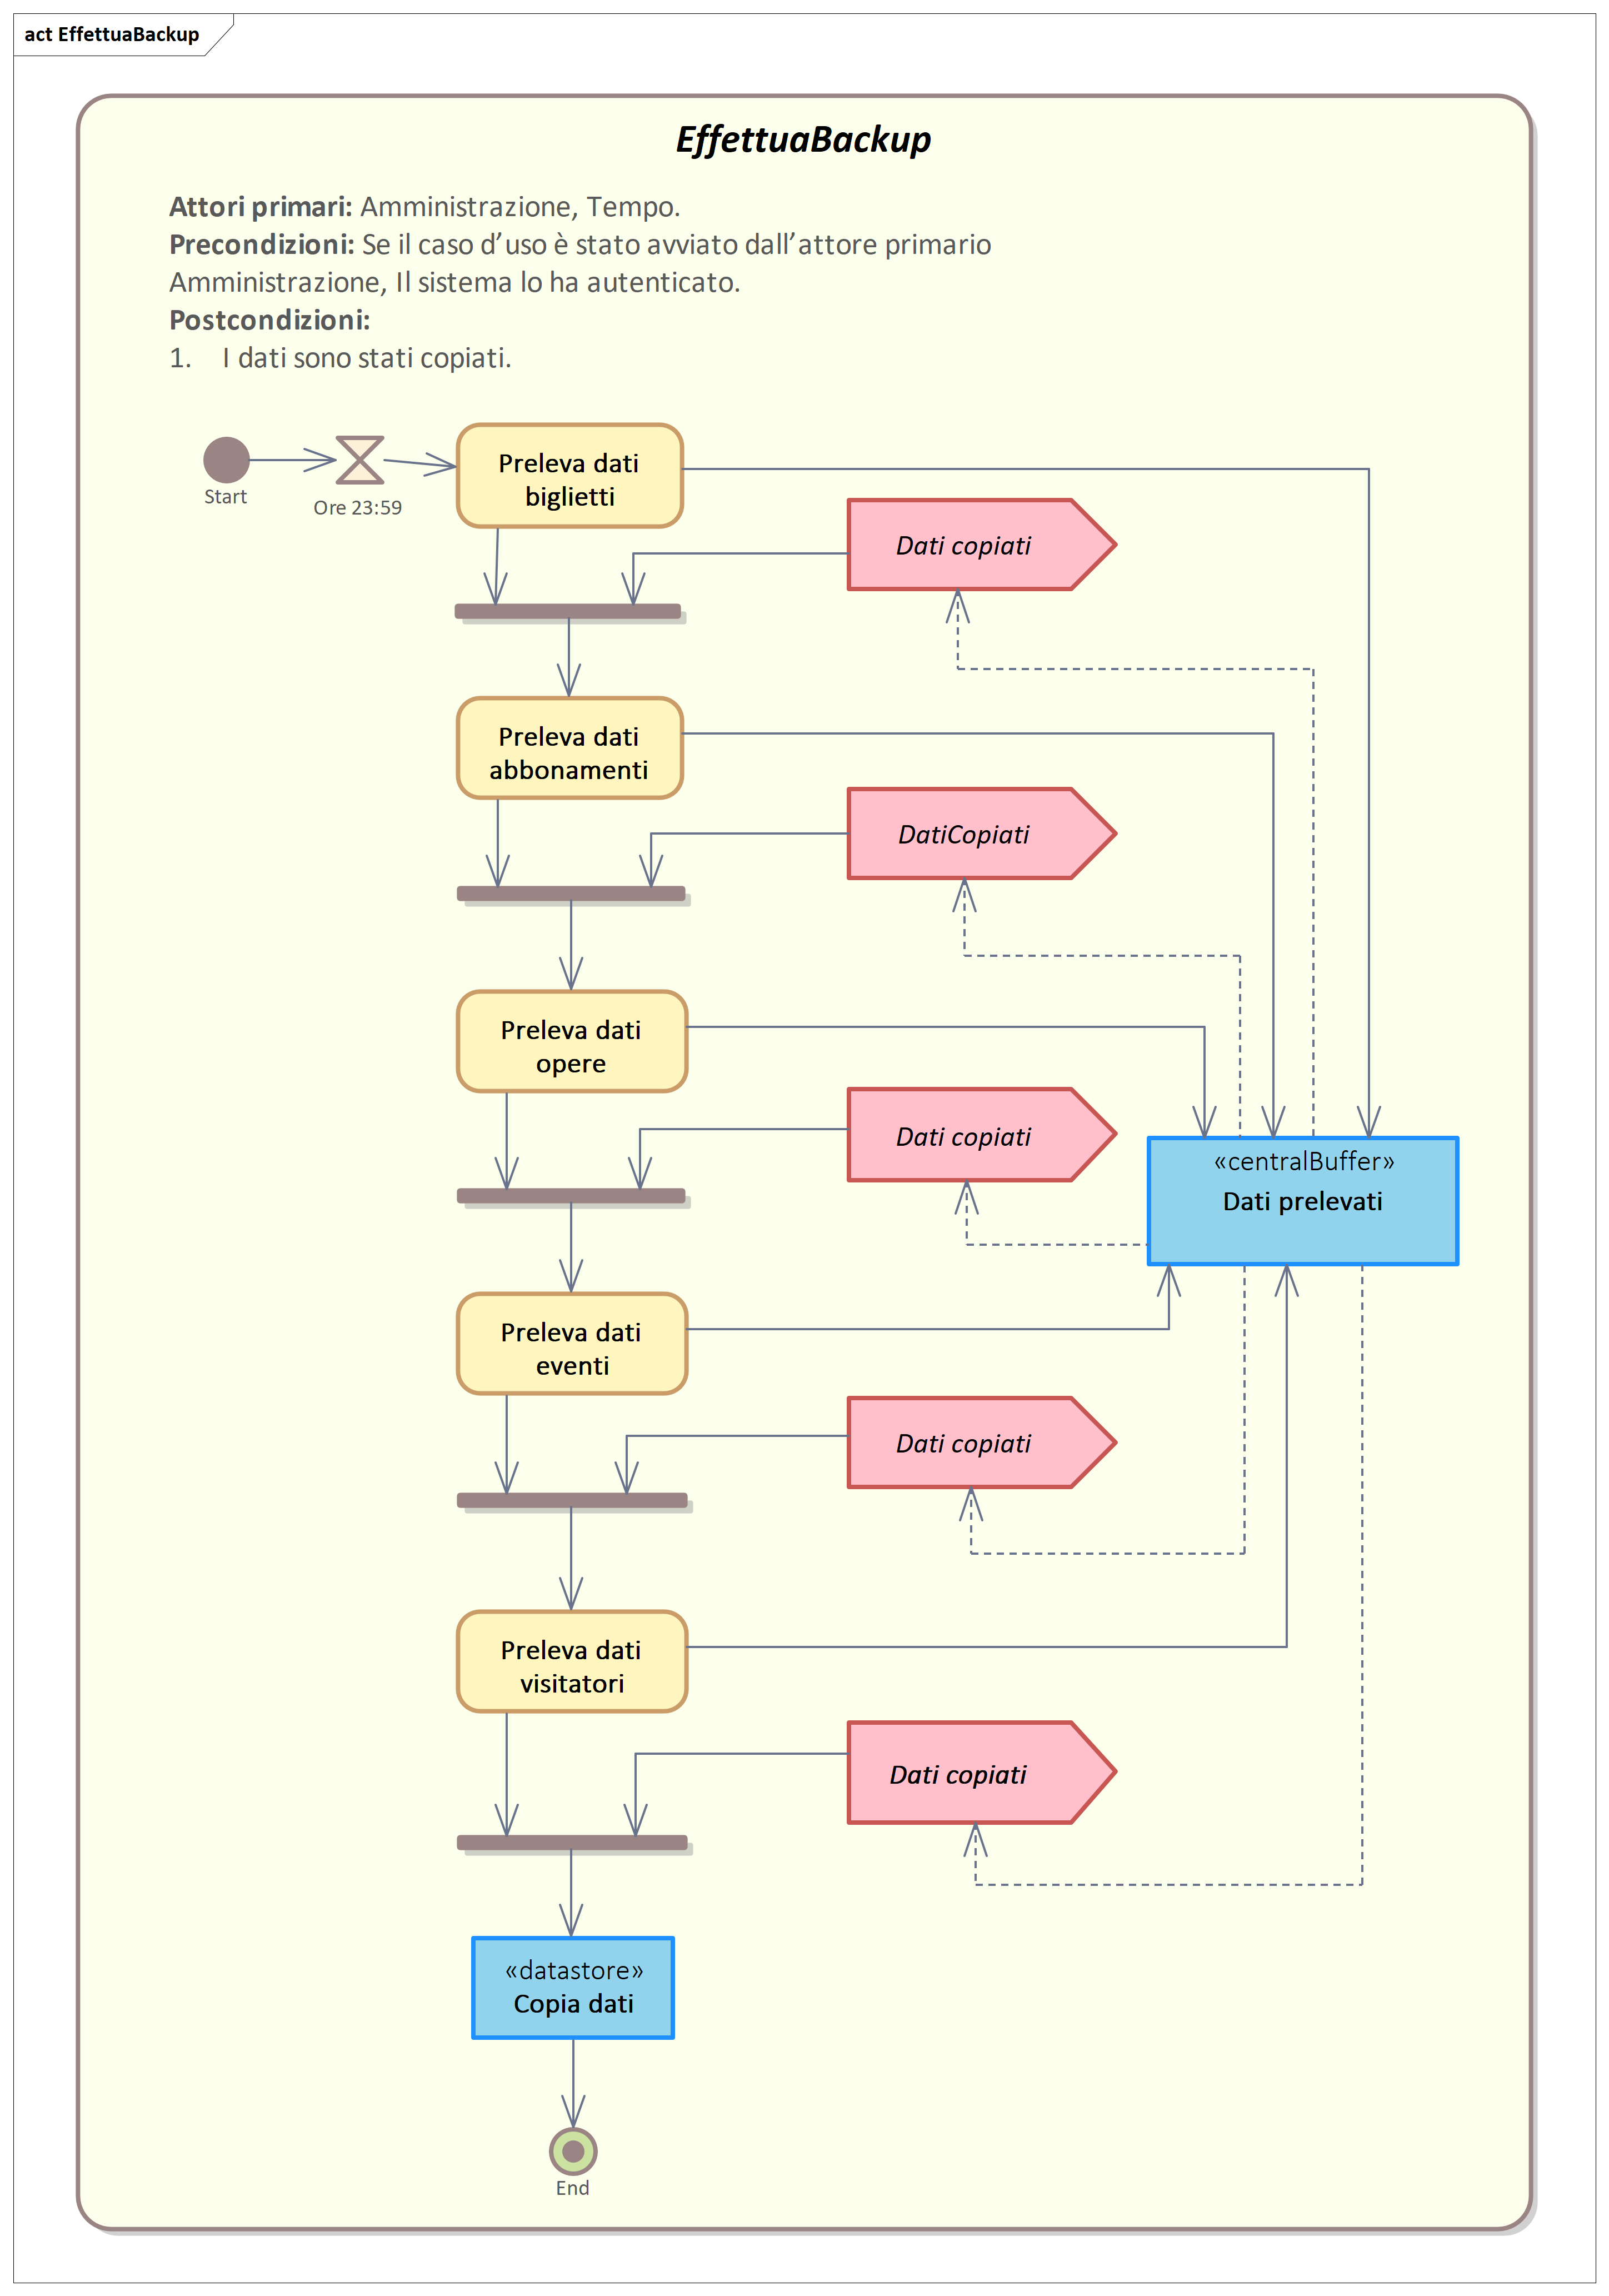 act EffettuaBackup
EffettuaBackup
Attori primari: Amministrazione, Tempo.
Precondizioni: Se il caso d’uso è stato avviato dall’attore primario
Amministrazione, Il sistema lo ha autenticato.
Postcondizioni:
1. I dati sono stati copiati.
Start
Ore 23:59
Preleva dati
biglietti
Dati copiati
Preleva dati
abbonamenti
DatiCopiati
Preleva dati
opere
Dati copiati
«centralBuffer»
Dati prelevati
Preleva dati
eventi
Dati copiati
Preleva dati
visitatori
Dati copiati
«datastore»
Copia dati
End